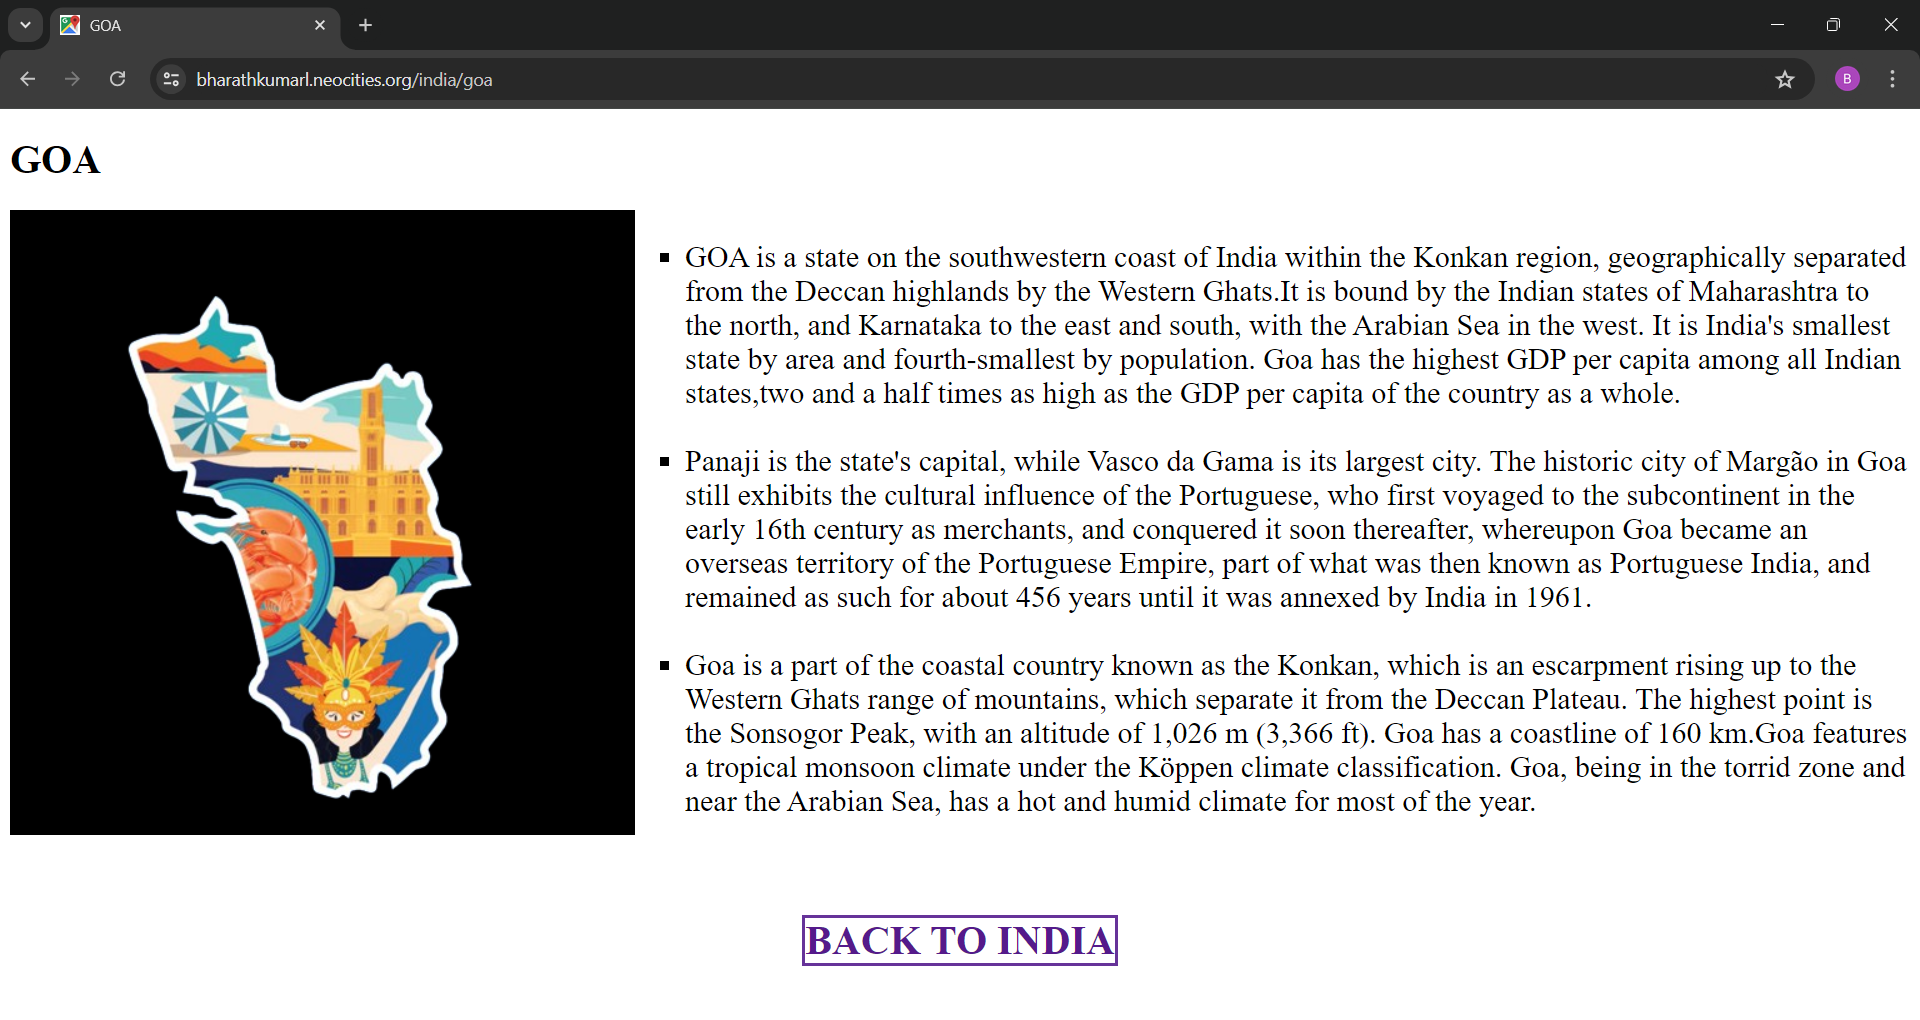 GOA
bharathkumarl.neocities.org/india/goa
B
GOA
GOA is a state on the southwestern coast of India within the Konkan region, geographically separated
from the Deccan highlands by the Western Ghats.It is bound by the Indian states of Maharashtra to
the north, and Karnataka to the east and south, with the Arabian Sea in the west. It is India's smallest
state by area and fourth-smallest by population. Goa has the highest GDP per capita among all Indian
states,two and a half times as high as the GDP per capita of the country as a whole.
Panaji is the state's capital, while Vasco da Gama is its largest city. The historic city of Margão in Goa
still exhibits the cultural influence of the Portuguese, who first voyaged to the subcontinent in the
early 16th century as merchants, and conquered it soon thereafter, whereupon Goa became an
overseas territory of the Portuguese Empire, part of what was then known as Portuguese India, and
remained as such for about 456 years until it was annexed by India in 1961.
Goa is a part of the coastal country known as the Konkan, which is an escarpment rising up to the
Western Ghats range of mountains, which separate it from the Deccan Plateau. The highest point is
the Sonsogor Peak, with an altitude of 1,026 m (3,366 ft). Goa has a coastline of 160 km.Goa features
a tropical monsoon climate under the Köppen climate classification. Goa, being in the torrid zone and
near the Arabian Sea, has a hot and humid climate for most of the year.
BACK TO INDIA